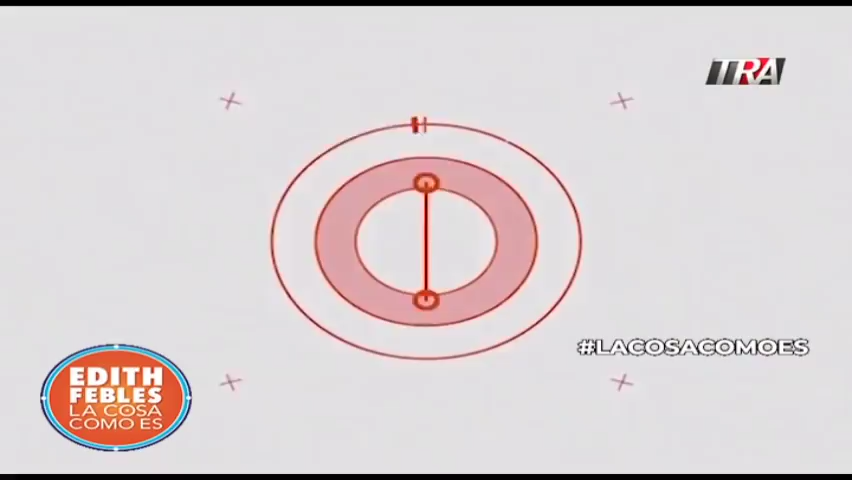 TRA
#LACOSACOMOES
EDITH
FEBLES
LA COSA
COMO ES